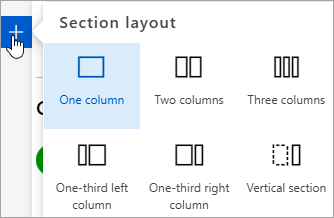 Section layout
One column
Two columns
Three columns
One-third left
column
One-third right
column
Vertical section